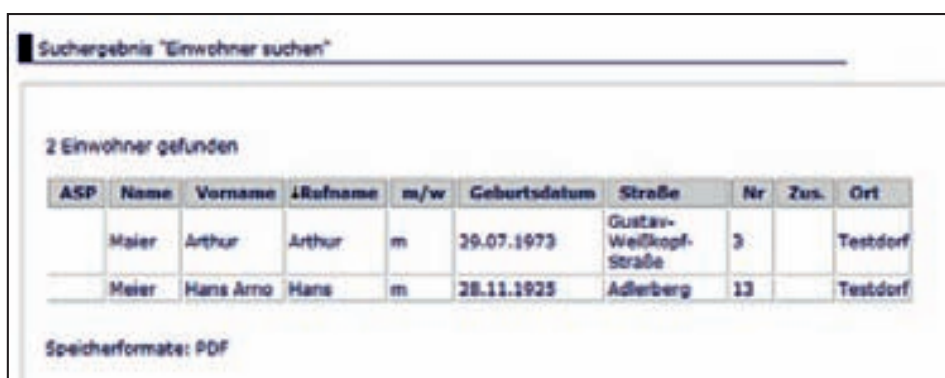 Suchergebnis "Einwohner suchen"
2 Einwohner gefunden
ASP Name Vorname ↓Rufname m/w Geburtsdatum Straße Nr Zus. Ort
Maier Arthur Arthur m 29.07.1973 Gustav-Weißkopf-Straße 3 Testdorf
Meier Hans Arno Hans m 28.11.1925 Adlerberg 13 Testdorf
Speicherformate: PDF